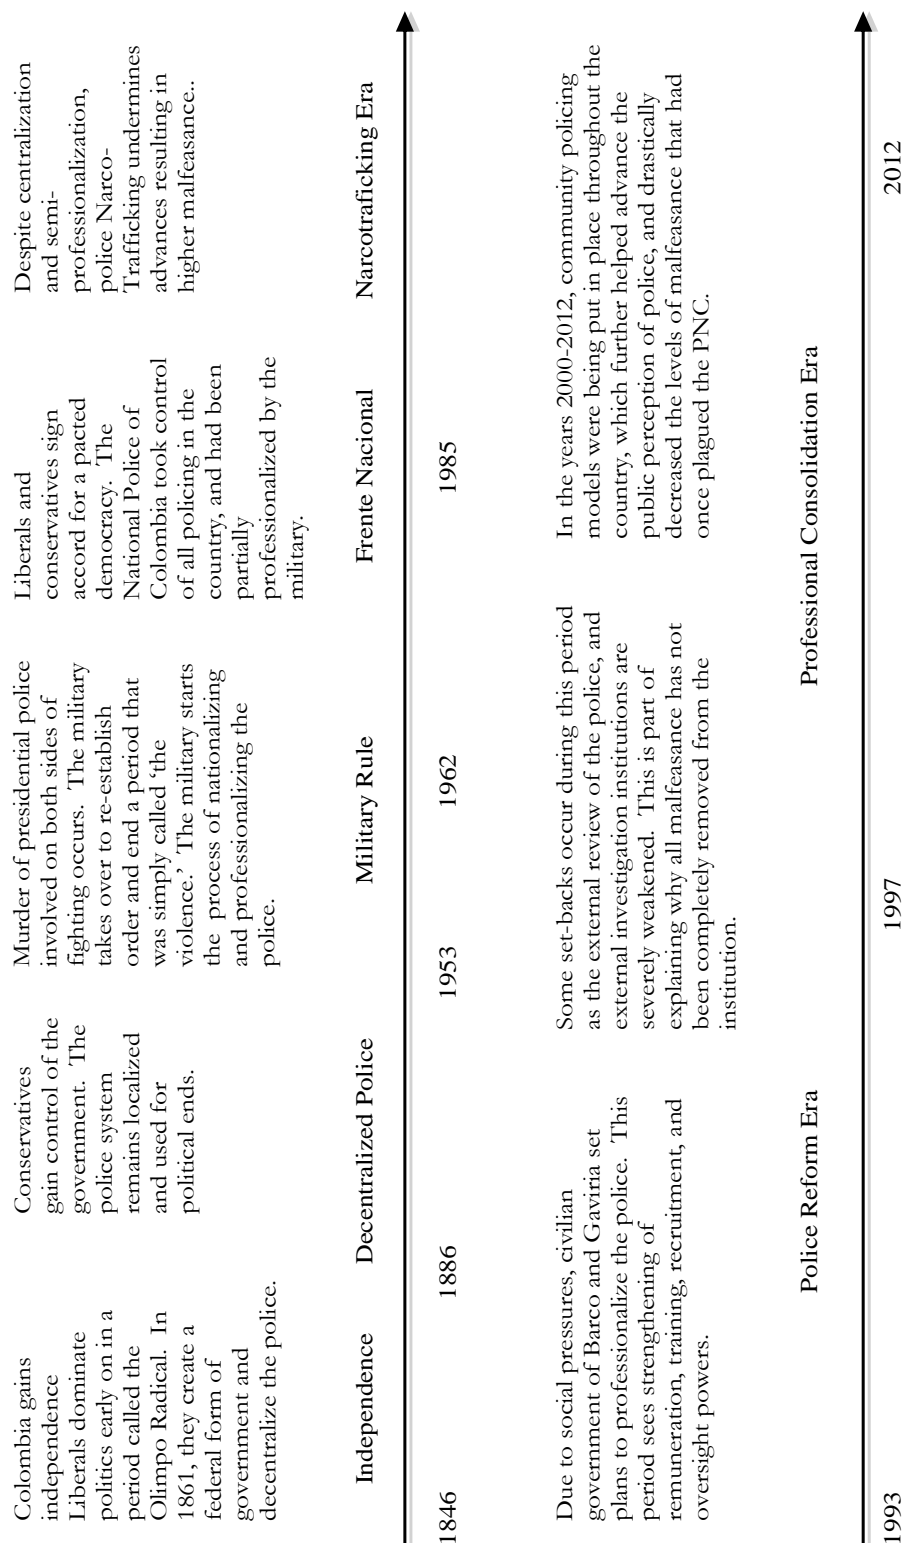 Colombia gains
independence
Liberals dominate
politics early on in a
period called the
Olimpo Radical. In
1861, they create a
federal form of
government and
decentralize the police.
Conservatives
gain control of the
government. The
police system
remains localized
and used for
political ends.
Murder of presidential police
involved on both sides of
fighting occurs. The military
takes over to re-establish
order and end a period that
was simply called ‘the
violence.’ The military starts
the process of nationalizing
and professionalizing the
police.
Liberals and
conservatives sign
accord for a pacted
democracy. The
National Police of
Colombia took control
of all policing in the
country, and had been
partially
professionalized by the
military.
Despite centralization
and semi-
professionalization,
police Narco-
Trafficking undermines
advances resulting in
higher malfeasance..
Independence
Decentralized Police
Military Rule
Frente Nacional
Narcotraficking Era
1846
1886
1953
1962
1985
Due to social pressures, civilian
government of Barco and Gaviria set
plans to professionalize the police. This
period sees strengthening of
remuneration, training, recruitment, and
oversight powers.
Some set-backs occur during this period
as the external review of the police, and
external investigation institutions are
severely weakened. This is part of
explaining why all malfeasance has not
been completely removed from the
institution.
In the years 2000-2012, community policing
models were being put in place throughout the
country, which further helped advance the
public perception of police, and drastically
decreased the levels of malfeasance that had
once plagued the PNC.
Police Reform Era
Professional Consolidation Era
1993
1997
2012